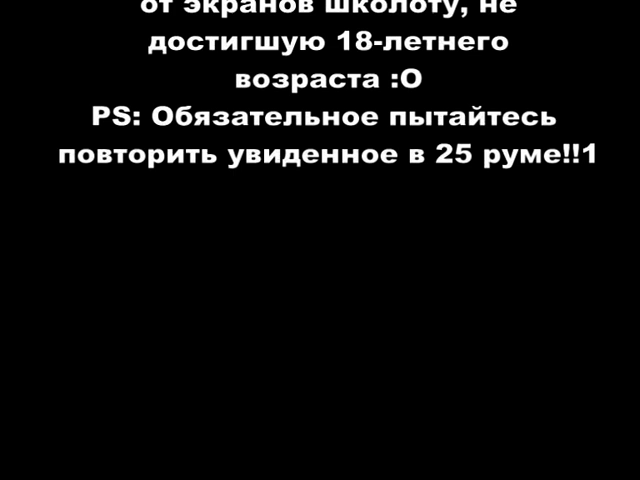 от экранов школоту, не
достигшую 18-летнего
возраста :О
PS: Обязательное пытайтесь
повторить увиденное в 25 руме!!1